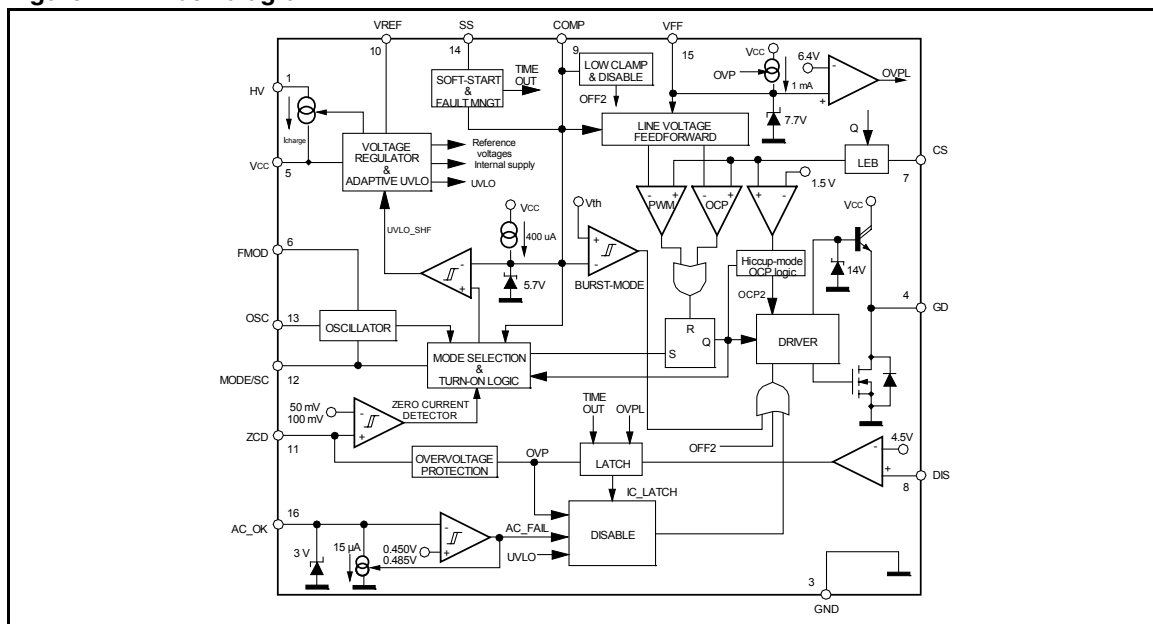 VREF
SS
COMP
VFF
10
14
9
15
1
HV
Icharge
VCC
5
SOFT-START
&
FAULT MNGT
TIME
OUT
LOW CLAMP
& DISABLE
OFF2
VCC
OVP
1 mA
6.4V
-
+
OVPL
7.7V
VOLTAGE
REGULATOR
&
ADAPTIVE UVLO
Reference
voltages
Internal supply
UVLO
LINE VOLTAGE
FEEDFORWARD
Q
LEB
CS
7
- +
PWM
- +
OCP
+ -
1.5 V
UVLO_SHF
VCC
400 uA
-
+
5.7V
Vth
+
-
BURST-MODE
Hiccup-mode
OCP logic
OCP2
VCC
14V
6
FMOD
4
GD
OSC
13
OSCILLATOR
R
S
Q
DRIVER
MODE SELECTION
&
TURN-ON LOGIC
MODE/SC
12
ZERO CURRENT
DETECTOR
50 mV
100 mV
-
+
ZCD
11
TIME
OUT
OVPL
OFF2
4.5V
-
+
DIS
8
OVERVOLTAGE
PROTECTION
OVP
LATCH
IC_LATCH
16
AC_OK
3 V
15 µA
-
+
0.450V
0.485V
AC_FAIL
UVLO
DISABLE
3
GND